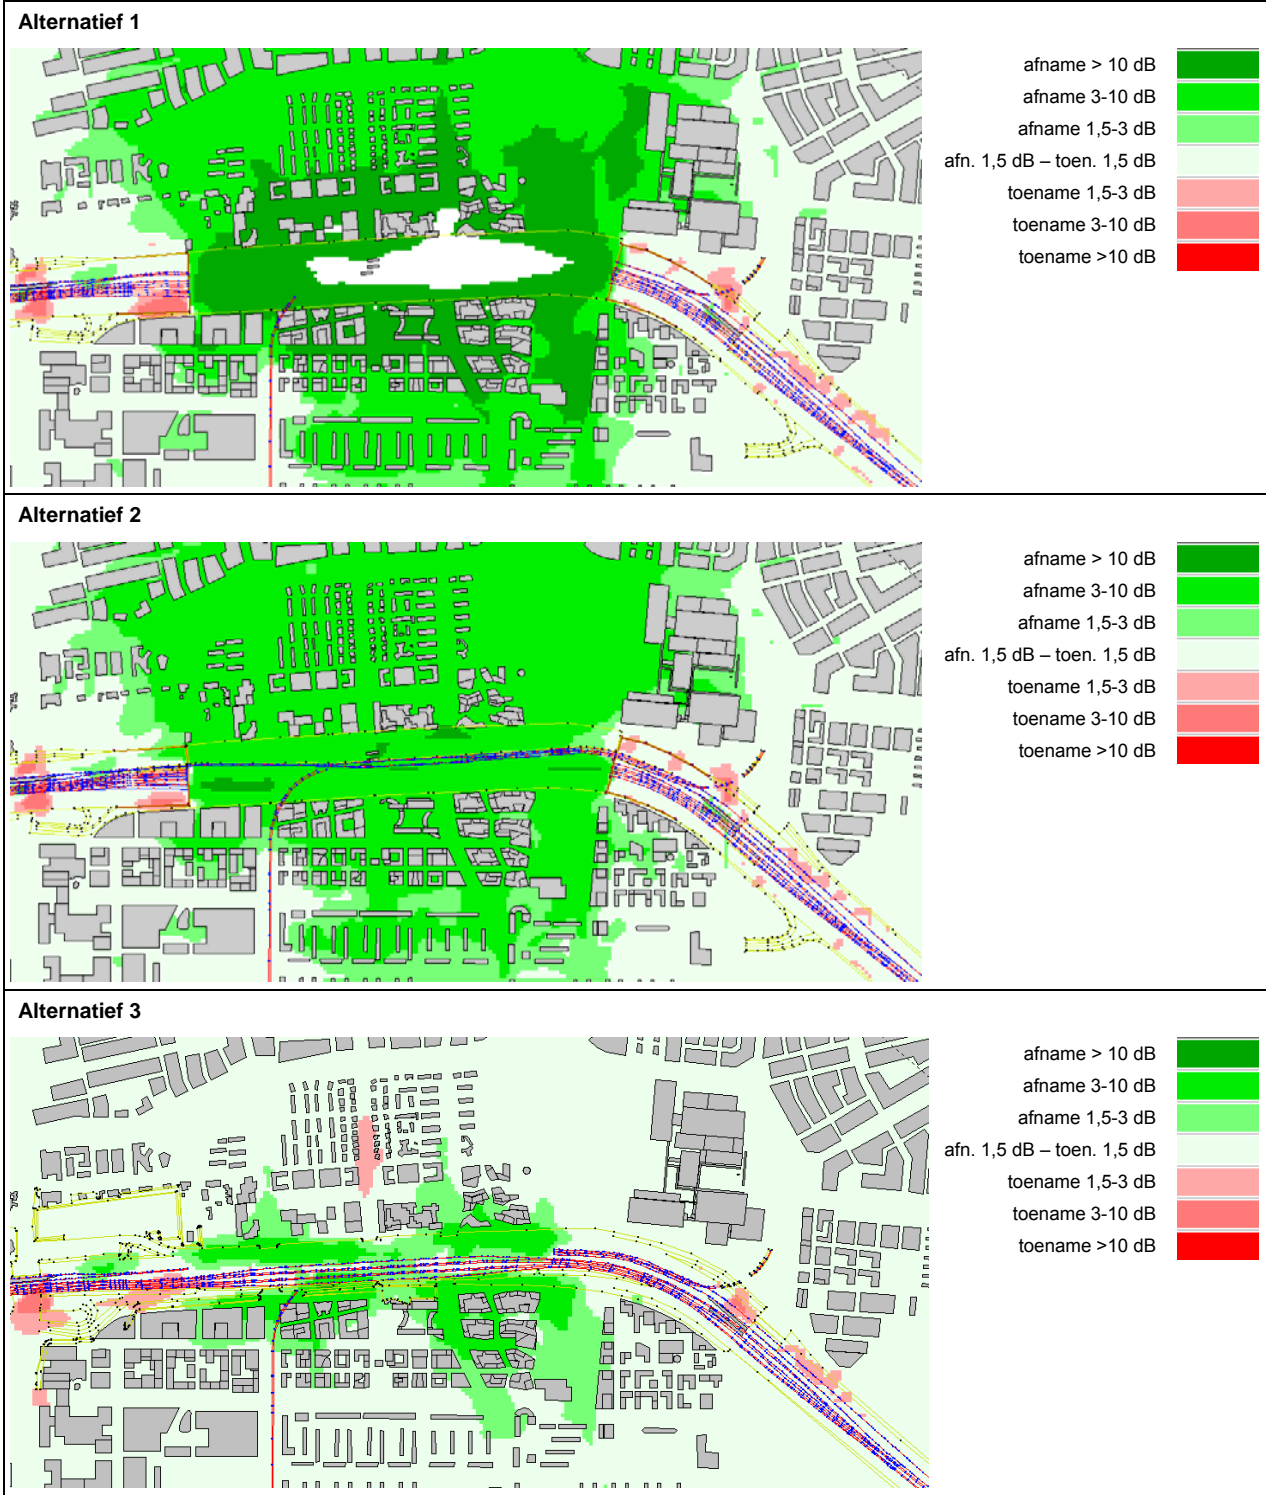 Alternatief 1
afname > 10 dB
afname 3-10 dB
afname 1,5-3 dB
afn. 1,5 dB – toen. 1,5 dB
toename 1,5-3 dB
toename 3-10 dB
toename >10 dB
Alternatief 2
afname > 10 dB
afname 3-10 dB
afname 1,5-3 dB
afn. 1,5 dB – toen. 1,5 dB
toename 1,5-3 dB
toename 3-10 dB
toename >10 dB
Alternatief 3
afname > 10 dB
afname 3-10 dB
afname 1,5-3 dB
afn. 1,5 dB – toen. 1,5 dB
toename 1,5-3 dB
toename 3-10 dB
toename >10 dB